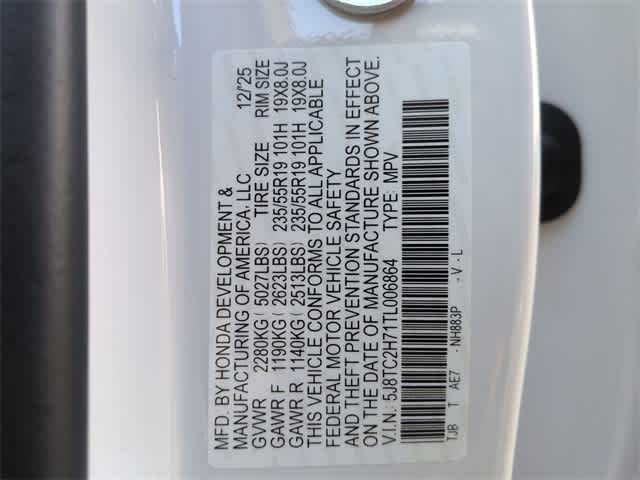 MFD. BY HONDA DEVELOPMENT &
MANUFACTURING OF AMERICA, LLC 12/'25
GVWR 2280KG ( 5027LBS) TIRE SIZE RIM SIZE
GAWR F 1190KG ( 2623LBS) 235/55R19 101H 19X8.0J
GAWR R 1140KG ( 2513LBS) 235/55R19 101H 19X8.0J
THIS VEHICLE CONFORMS TO ALL APPLICABLE
FEDERAL MOTOR VEHICLE SAFETY
AND THEFT PREVENTION STANDARDS IN EFFECT
ON THE DATE OF MANUFACTURE SHOWN ABOVE.
V.I.N.: 5J8TC2H71TL006864 TYPE: MPV
TJB T AE7 - NH883P - V - L